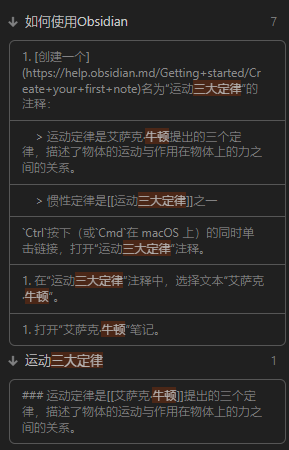 如何使用Obsidian 7
1. [创建一个]
(https://help.obsidian.md/Getting+started/Cre
ate+your+first+note)名为“运动三大定律”的
注释：
> 运动定律是艾萨克·牛顿提出的三个定
律，描述了物体的运动与作用在物体上的力之
间的关系。
> 惯性定律是[[运动三大定律]]之一
`Ctrl`按下（或`Cmd`在 macOS 上）的同时单
击链接，打开“运动三大定律”注释。
1. 在“运动三大定律”注释中，选择文本“艾萨克
·牛顿”。
1. 打开“艾萨克·牛顿”笔记。
运动三大定律 1
### 运动定律是[[艾萨克·牛顿]]提出的三个定
律，描述了物体的运动与作用在物体上的力之
间的关系。